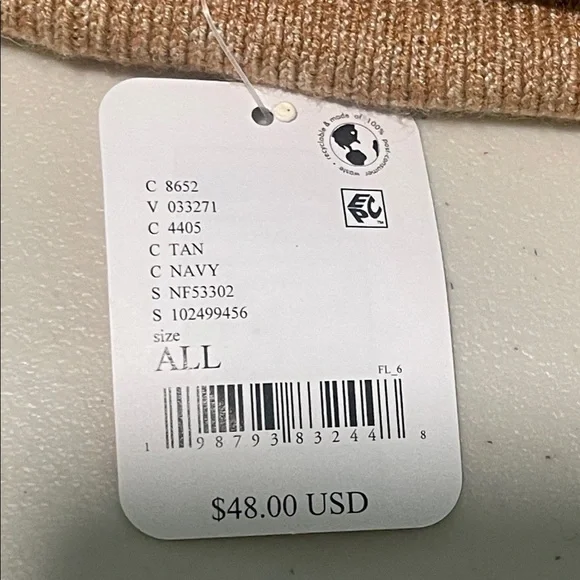 recyclable & made of 100% post-consumer waste •
EPC™
C 8652
V 033271
C 4405
C TAN
C NAVY
S NF53302
S 102499456
size
ALL
FL_6
1 98793 83244 8
$48.00 USD